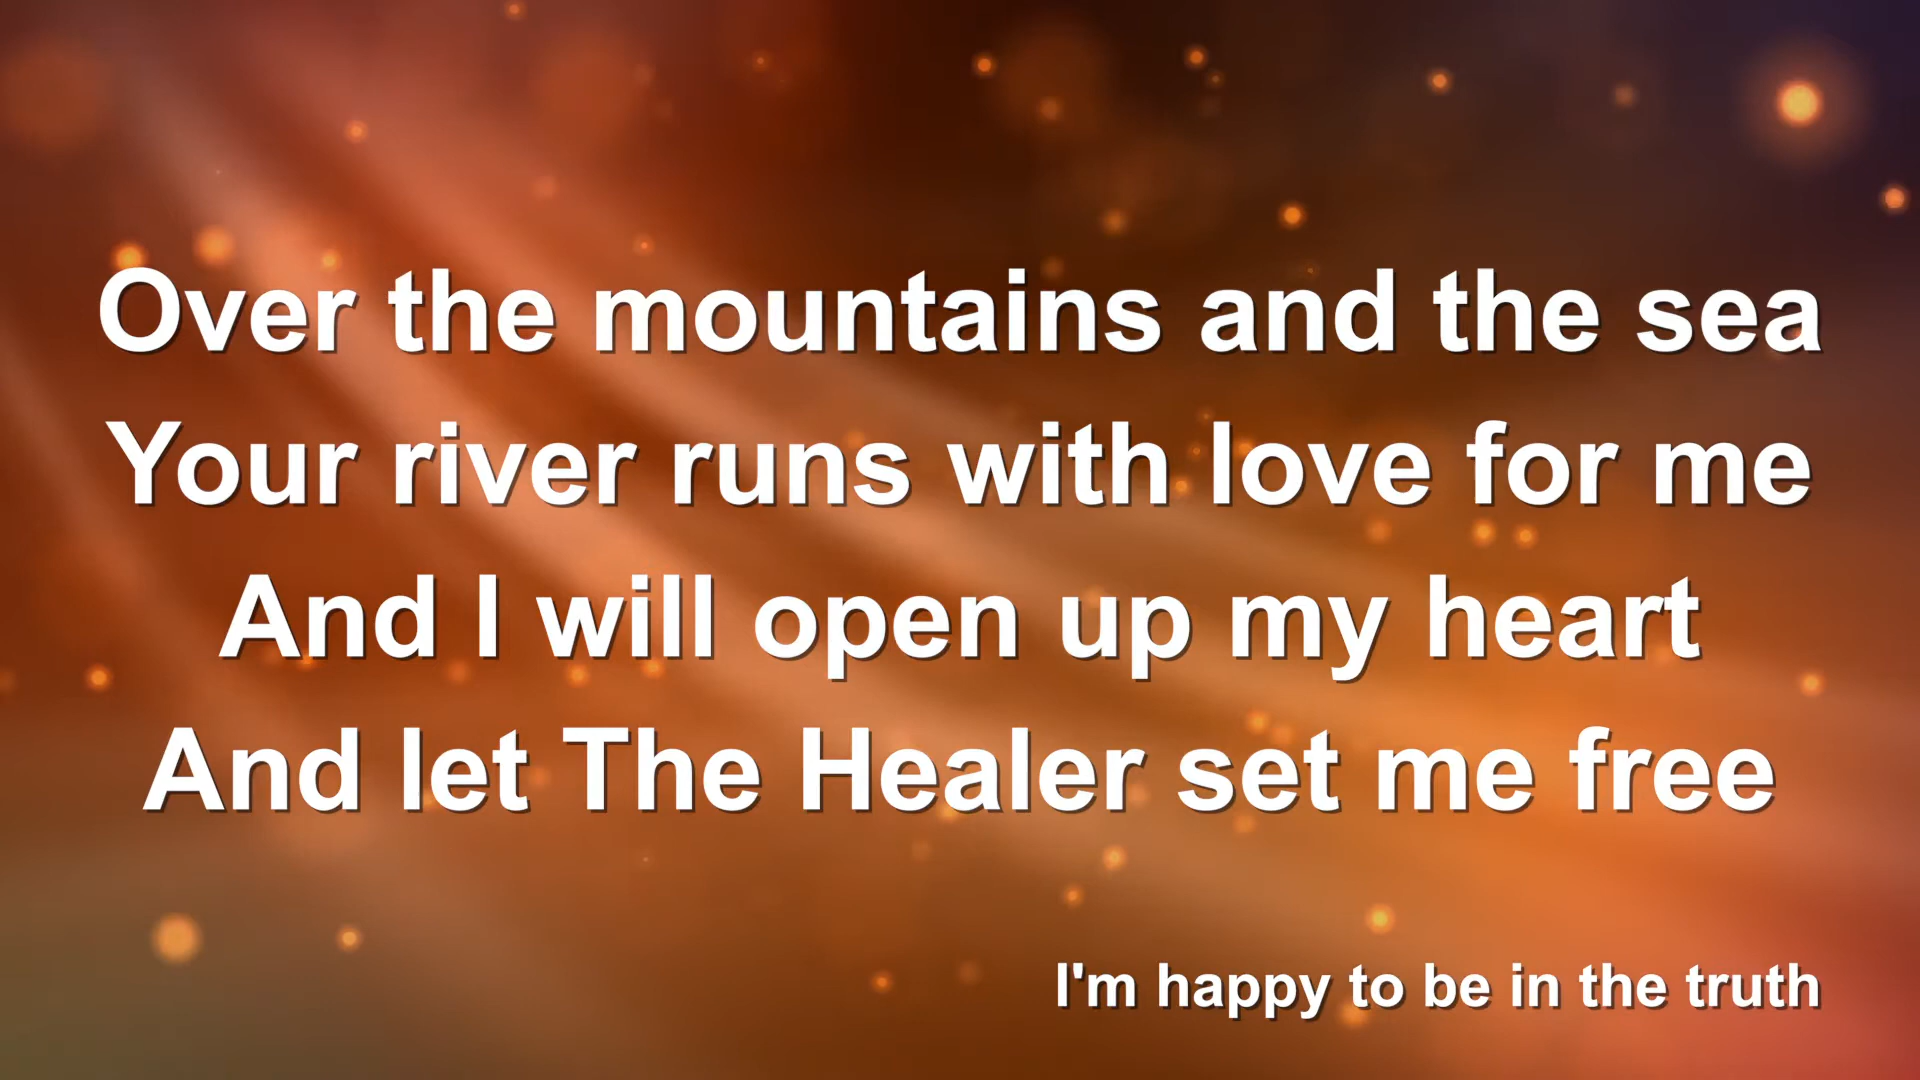 Over the mountains and the sea
Your river runs with love for me
And I will open up my heart
And let The Healer set me free
I'm happy to be in the truth